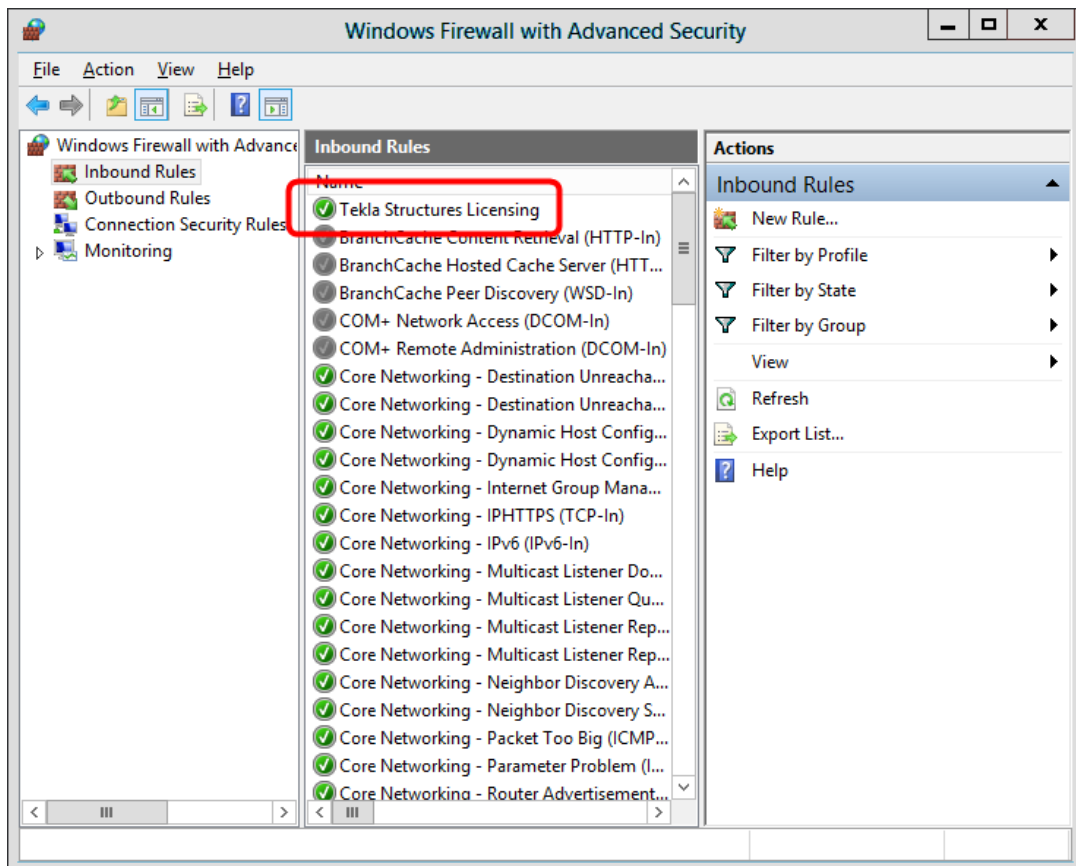 Windows Firewall with Advanced Security
File Action View Help
Windows Firewall with Advance
Inbound Rules
Outbound Rules
Connection Security Rules
Monitoring
Inbound Rules
Name
Tekla Structures Licensing
BranchCache Content Retrieval (HTTP-In)
BranchCache Hosted Cache Server (HTT...
BranchCache Peer Discovery (WSD-In)
COM+ Network Access (DCOM-In)
COM+ Remote Administration (DCOM-In)
Core Networking - Destination Unreacha...
Core Networking - Destination Unreacha...
Core Networking - Dynamic Host Config...
Core Networking - Dynamic Host Config...
Core Networking - Internet Group Mana...
Core Networking - IPHTTPS (TCP-In)
Core Networking - IPv6 (IPv6-In)
Core Networking - Multicast Listener Do...
Core Networking - Multicast Listener Qu...
Core Networking - Multicast Listener Rep...
Core Networking - Multicast Listener Rep...
Core Networking - Neighbor Discovery A...
Core Networking - Neighbor Discovery S...
Core Networking - Packet Too Big (ICMP...
Core Networking - Parameter Problem (I...
Core Networking - Router Advertisement...
Actions
Inbound Rules
New Rule...
Filter by Profile
Filter by State
Filter by Group
View
Refresh
Export List...
Help